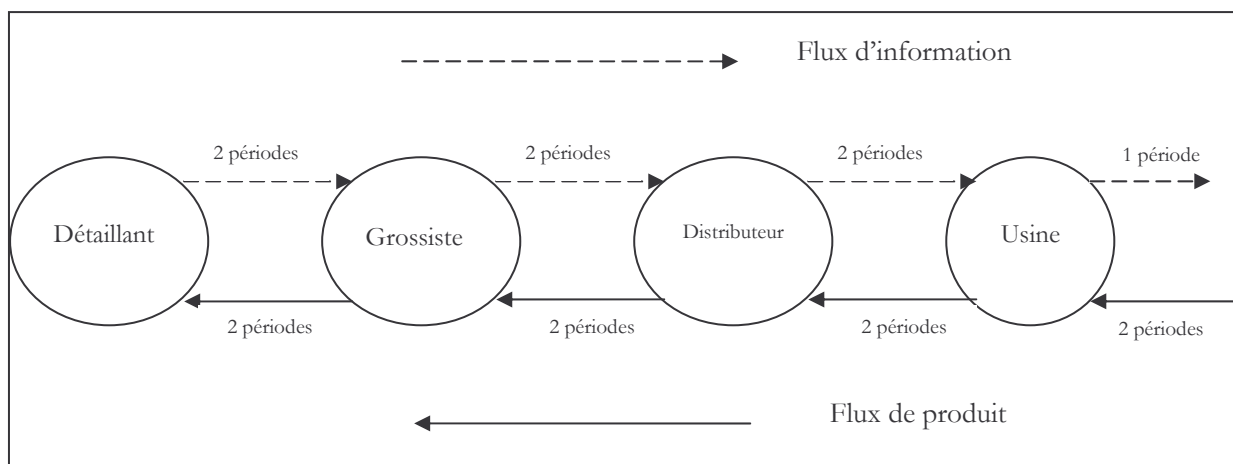 Flux d'information
2 périodes
2 périodes
2 périodes
1 période
Détaillant
Grossiste
Distributeur
Usine
2 périodes
2 périodes
2 périodes
2 périodes
Flux de produit